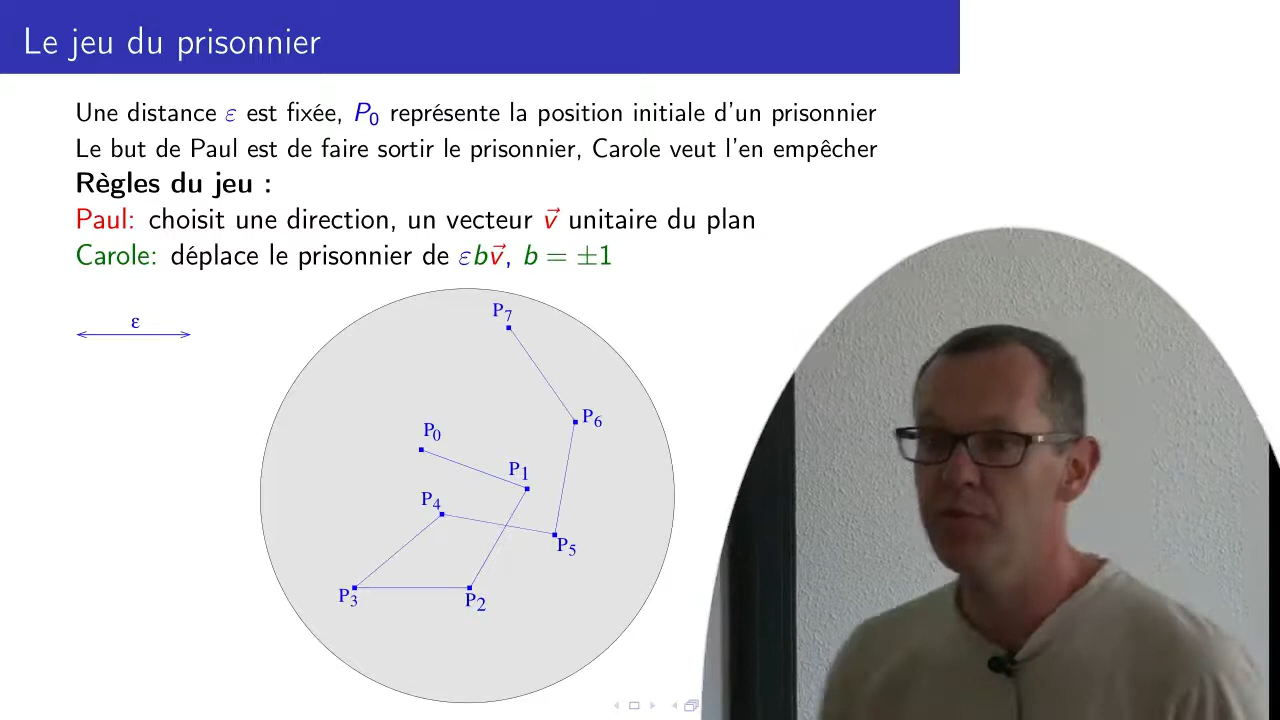 Le jeu du prisonnier
Une distance ε est fixée, P₀ représente la position initiale d'un prisonnier
Le but de Paul est de faire sortir le prisonnier, Carole veut l'en empêcher
Règles du jeu :
Paul: choisit une direction, un vecteur v⃗ unitaire du plan
Carole: déplace le prisonnier de εbv⃗, b = ±1
ε
P₇
P₆
P₀
P₁
P₄
P₅
P₃
P₂